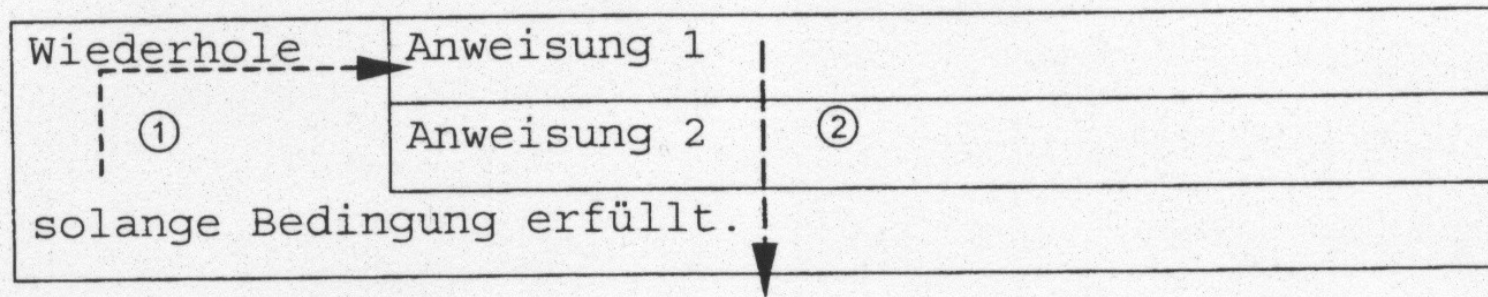 Wiederhole
Anweisung 1
①
Anweisung 2
②
solange Bedingung erfüllt.